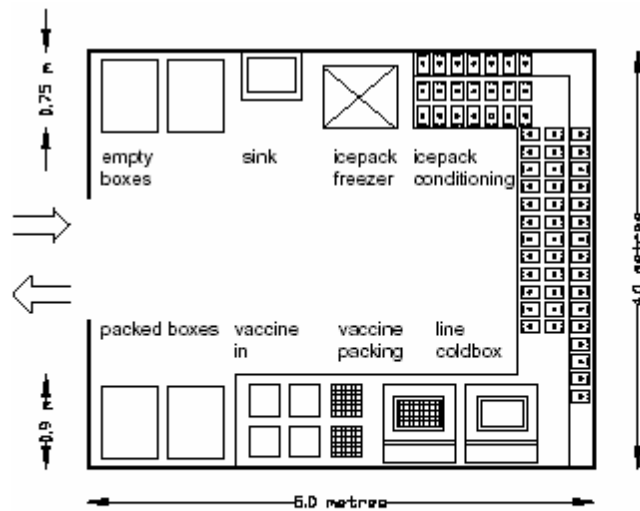 0.75 m
empty
boxes
sink
icepack
freezer
icepack
conditioning
packed boxes
vaccine
in
vaccine
packing
line
coldbox
0.9 m
5.0 metres
metres